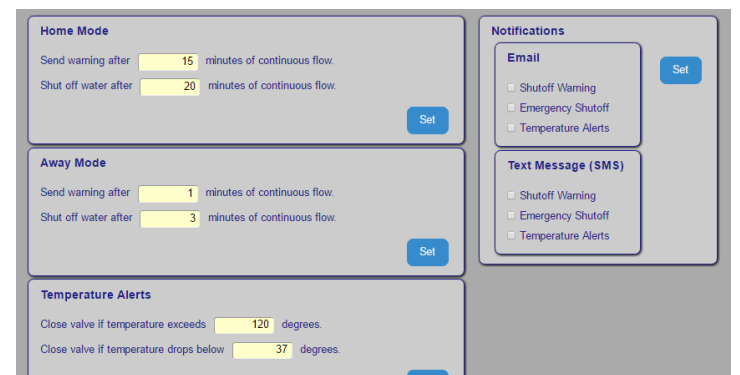 Home Mode
Send warning after 15 minutes of continuous flow.
Shut off water after 20 minutes of continuous flow.
Set
Away Mode
Send warning after 1 minutes of continuous flow.
Shut off water after 3 minutes of continuous flow.
Set
Temperature Alerts
Close valve if temperature exceeds 120 degrees.
Close valve if temperature drops below 37 degrees.
Notifications
Email
Set
Shutoff Warning
Emergency Shutoff
Temperature Alerts
Text Message (SMS)
Shutoff Warning
Emergency Shutoff
Temperature Alerts